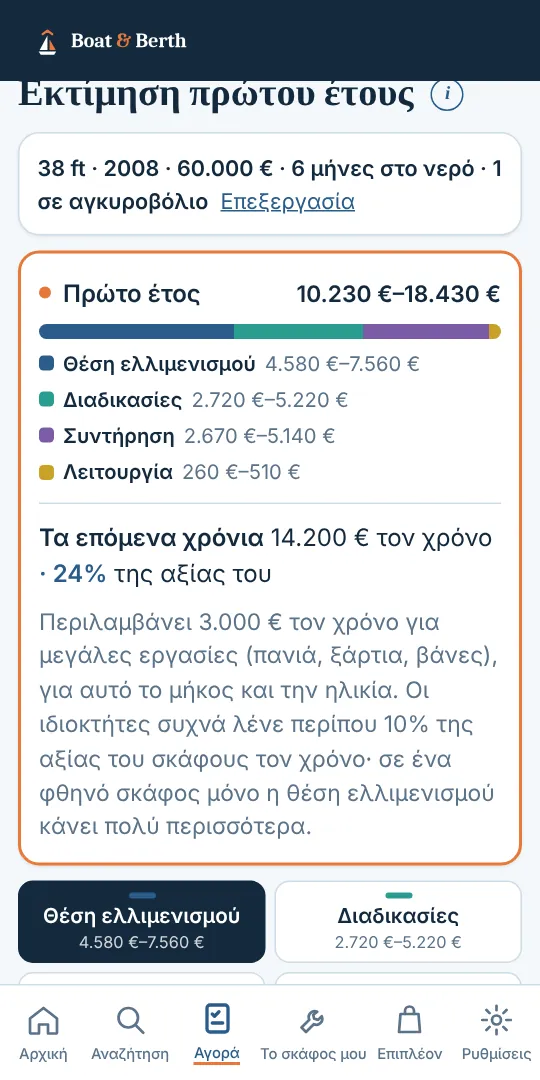 Boat & Berth
Εκτίμηση πρώτου έτους i
38 ft · 2008 · 60.000 € · 6 μήνες στο νερό · 1
σε αγκυροβόλιο Επεξεργασία
Πρώτο έτος 10.230 €–18.430 €
Θέση ελλιμενισμού 4.580 €–7.560 €
Διαδικασίες 2.720 €–5.220 €
Συντήρηση 2.670 €–5.140 €
Λειτουργία 260 €–510 €
Τα επόμενα χρόνια 14.200 € τον χρόνο
· 24% της αξίας του
Περιλαμβάνει 3.000 € τον χρόνο για
μεγάλες εργασίες (πανιά, ξάρτια, βάνες),
για αυτό το μήκος και την ηλικία. Οι
ιδιοκτήτες συχνά λένε περίπου 10% της
αξίας του σκάφους τον χρόνο· σε ένα
φθηνό σκάφος μόνο η θέση ελλιμενισμού
κάνει πολύ περισσότερα.
Θέση ελλιμενισμού Διαδικασίες
4.580 €–7.560 € 2.720 €–5.220 €
Αρχική Αναζήτηση Αγορά Το σκάφος μου Επιπλέον Ρυθμίσεις